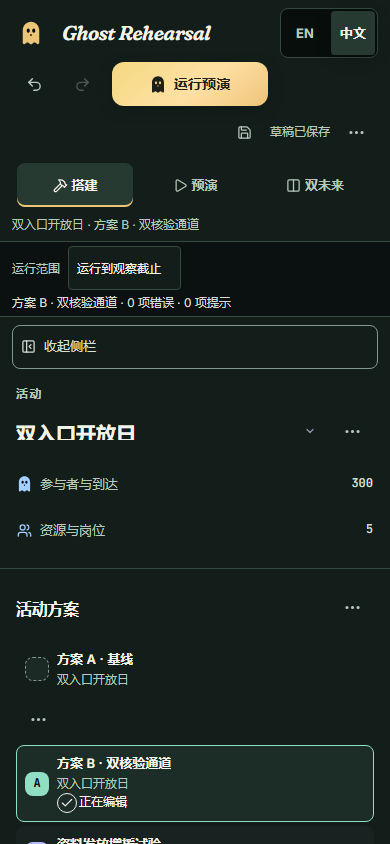 Ghost Rehearsal
EN 中文
运行预演
草稿已保存
搭建 预演 双未来
双入口开放日 · 方案 B · 双核验通道
运行范围 运行到观察截止
方案 B · 双核验通道 · 0 项错误 · 0 项提示
收起侧栏
活动
双入口开放日
参与者与到达 300
资源与岗位 5
活动方案
方案 A · 基线
双入口开放日
方案 B · 双核验通道
A
双入口开放日
正在编辑